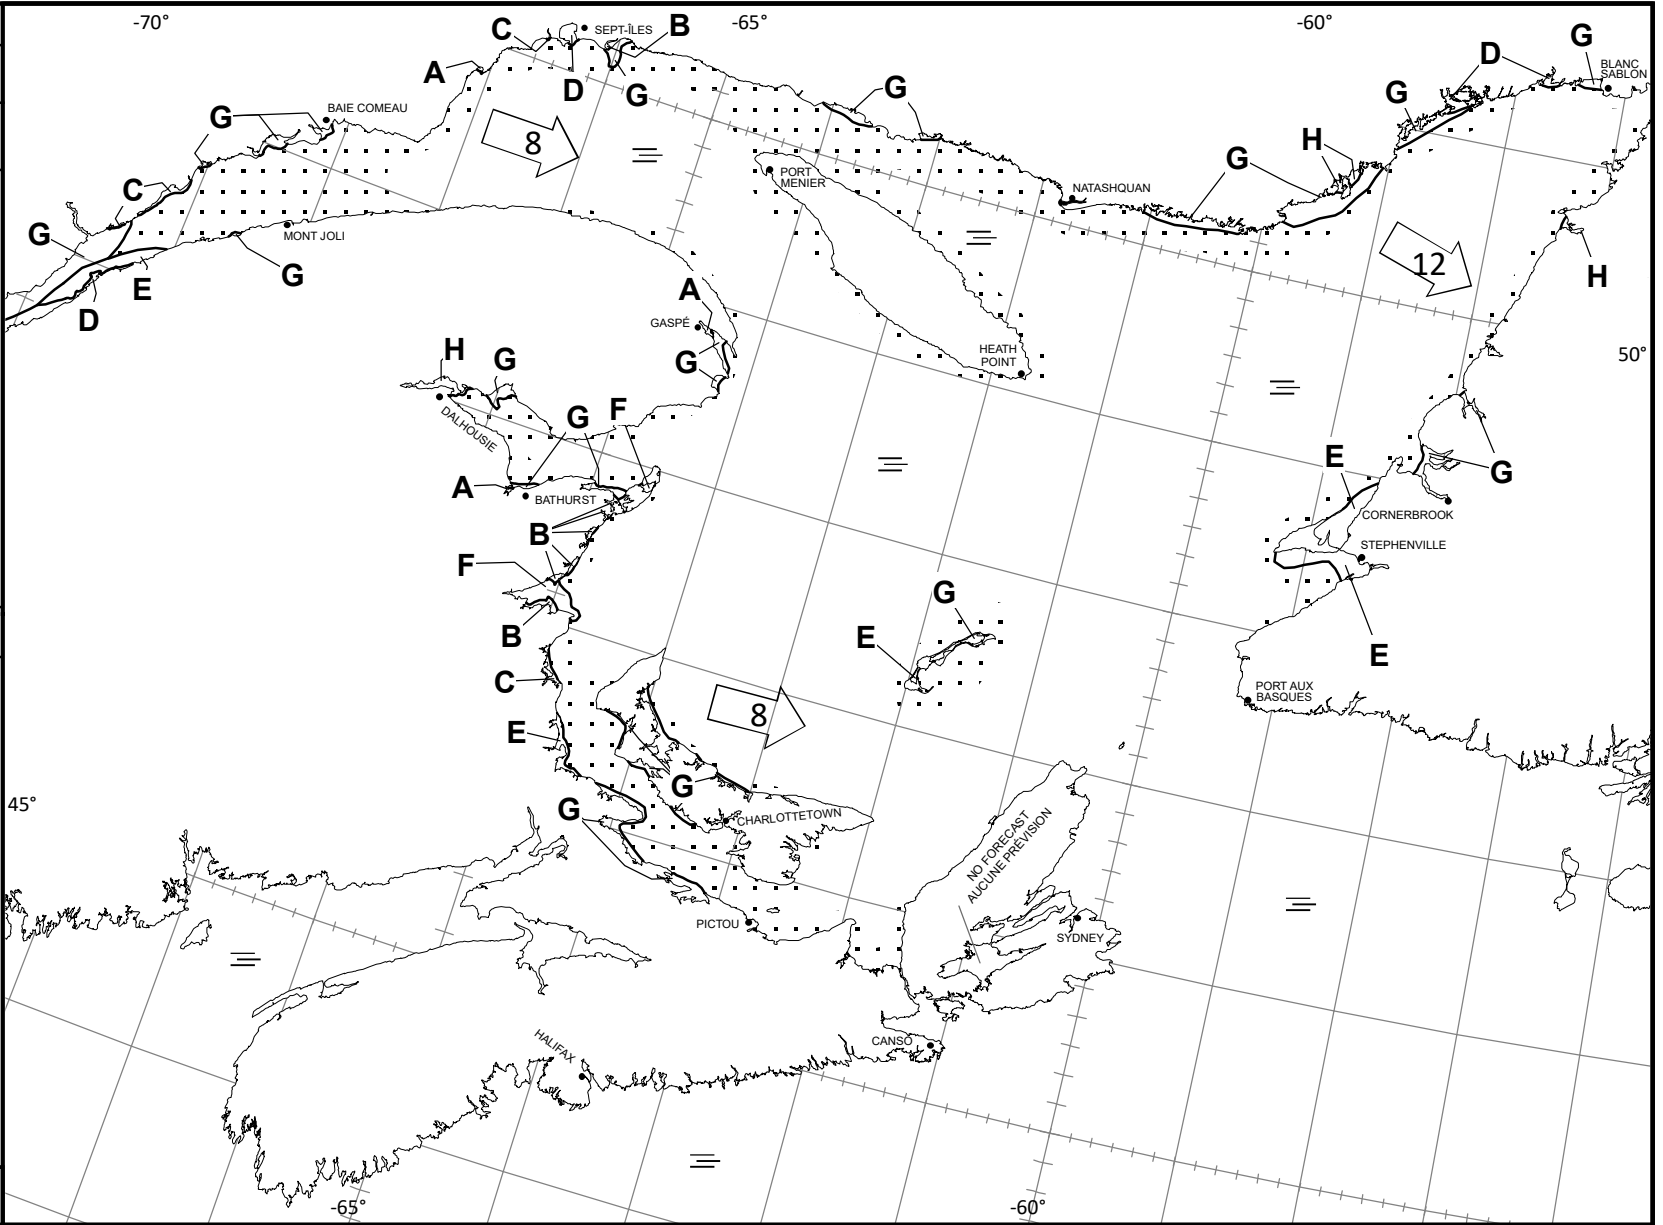 -70°
-65°
-60°
C
SEPT-ÎLES
B
D
G
BLANC
SABLON
A
D
G
G
G
G
BAIE COMEAU
8
H
C
PORT
MENIER
G
NATASHQUAN
G
MONT JOLI
12
E
G
H
D
A
GASPÉ
G
H
G
HEATH
POINT
50°
DALHOUSIE
G
F
A
BATHURST
E
G
CORNERBROOK
B
STEPHENVILLE
F
G
B
E
E
C
PORT AUX
BASQUES
8
E
G
45°
G
CHARLOTTETOWN
NO FORECAST
AUCUNE PRÉVISION
PICTOU
SYDNEY
HALIFAX
CANSO
-65°
-60°